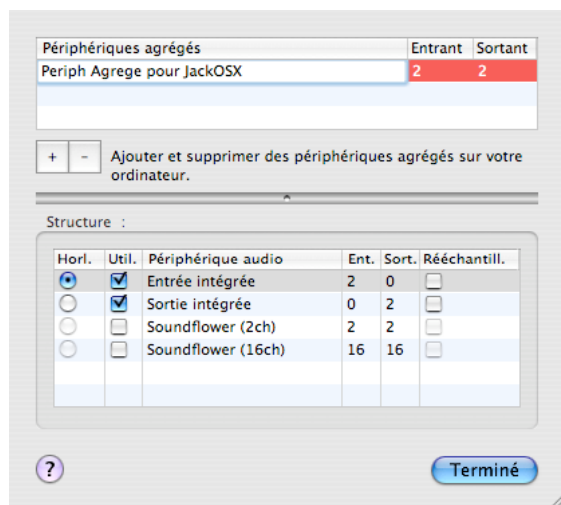 Périphériques agrégés Entrant Sortant
Periph Agrege pour JackOSX 2 2
+ - Ajouter et supprimer des périphériques agrégés sur votre
ordinateur.
Structure :
Horl. Util. Périphérique audio Ent. Sort. Rééchantill.
Entrée intégrée 2 0
Sortie intégrée 0 2
Soundflower (2ch) 2 2
Soundflower (16ch) 16 16
? Terminé